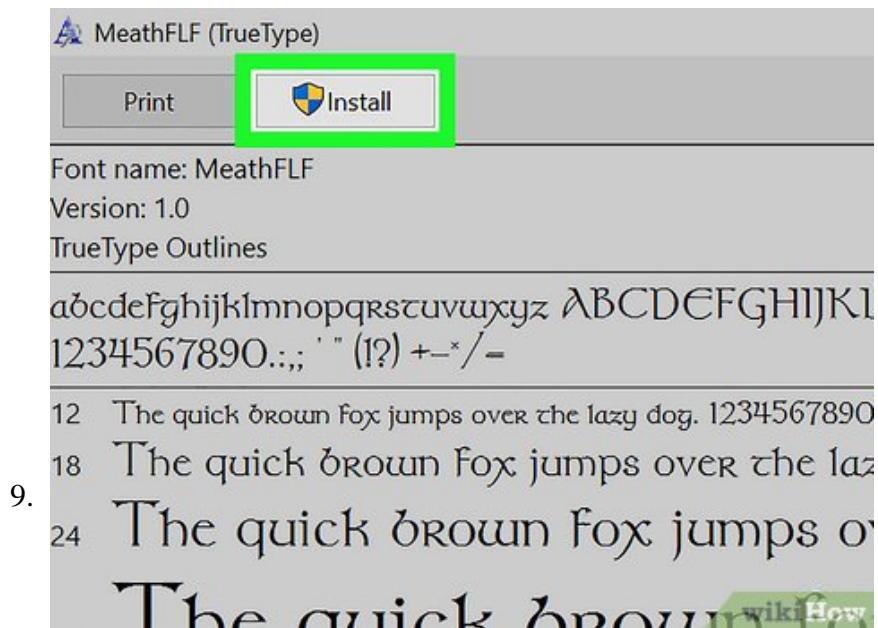 MeathFLF (TrueType)
Print Install
Font name: MeathFLF
Version: 1.0
TrueType Outlines
abcdefghijklmnopqrstuvwxyz ABCDEFGHIJKL
1234567890.:,; ' " (!?) +-*/=
12 The quick brown fox jumps over the lazy dog. 1234567890
18 The quick brown fox jumps over the laz
9.
24 The quick brown fox jumps ov
The quick brown fo
wikiHow